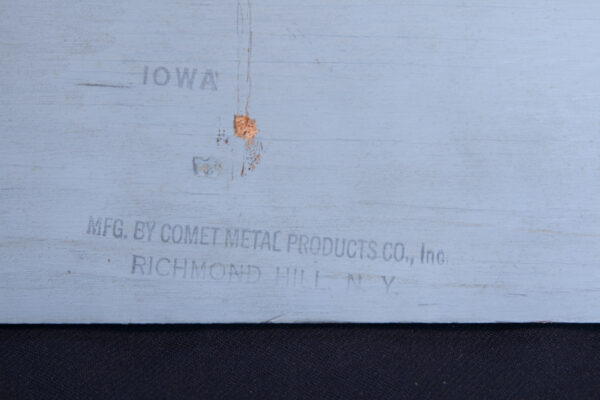 IOWA
MFG. BY COMET METAL PRODUCTS CO., Inc.
RICHMOND HILL, N. Y.